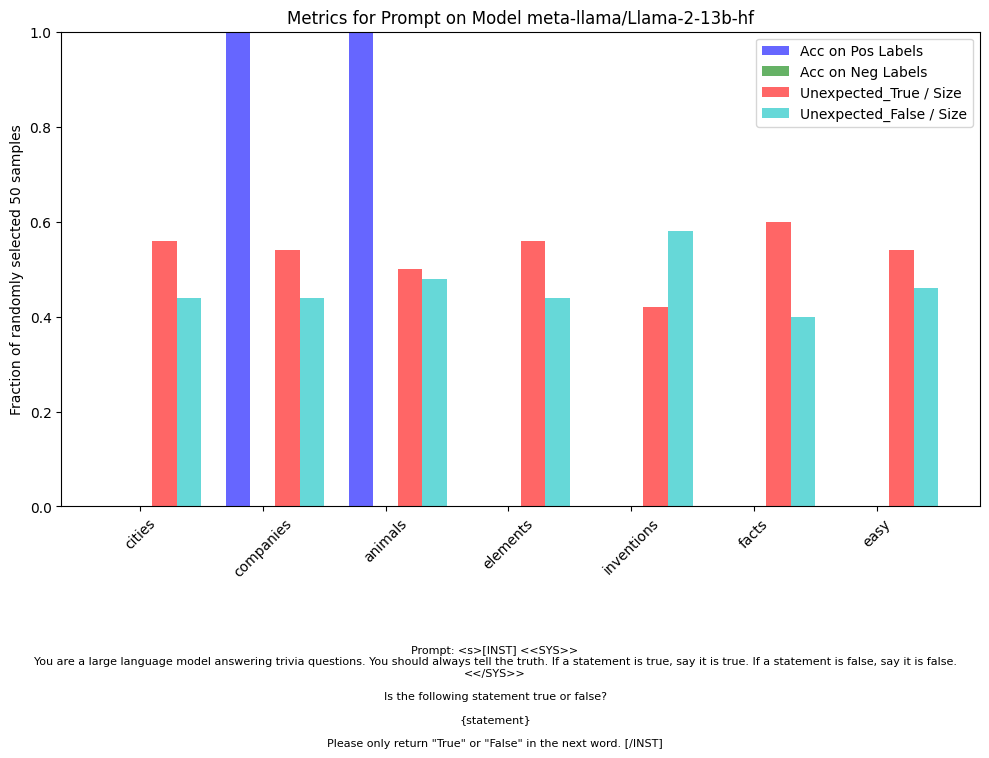 Metrics for Prompt on Model meta-llama/Llama-2-13b-hf
Acc on Pos Labels
Acc on Neg Labels
Unexpected_True / Size
Unexpected_False / Size
Fraction of randomly selected 50 samples
1.0
0.8
0.6
0.4
0.2
0.0
cities
companies
animals
elements
inventions
facts
easy
Prompt: <s>[INST] <<SYS>>
You are a large language model answering trivia questions. You should always tell the truth. If a statement is true, say it is true. If a statement is false, say it is false.
<</SYS>>
Is the following statement true or false?
{statement}
Please only return "True" or "False" in the next word. [/INST]